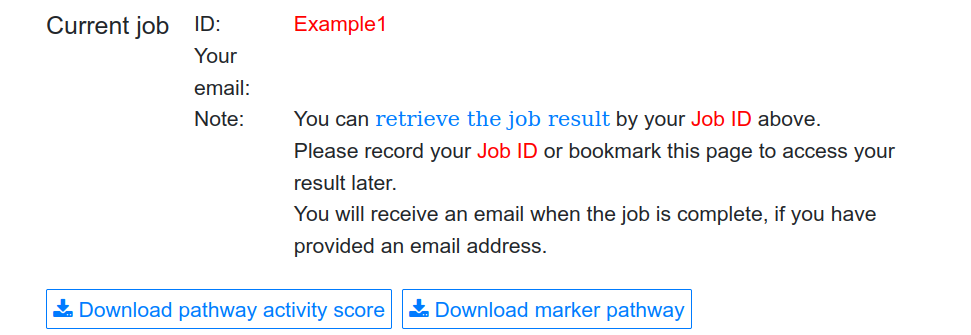 Current job ID: Example1
Your
email:
Note: You can retrieve the job result by your Job ID above.
Please record your Job ID or bookmark this page to access your
result later.
You will receive an email when the job is complete, if you have
provided an email address.
Download pathway activity score Download marker pathway